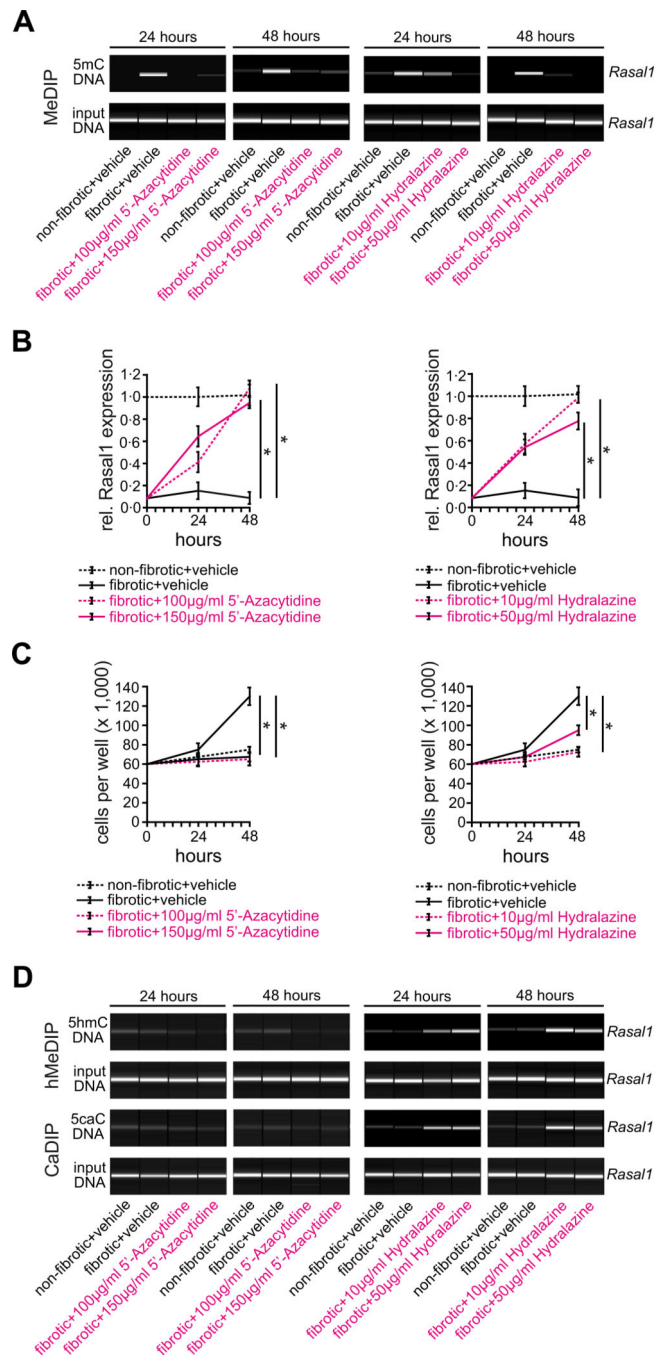 A
24 hours
48 hours
24 hours
48 hours
MeDIP
5mC
DNA
Rasal1
input
DNA
Rasal1
non-fibrotic+vehicle
fibrotic+vehicle
fibrotic+100µg/ml 5'-Azacytidine
fibrotic+150µg/ml 5'-Azacytidine
non-fibrotic+vehicle
fibrotic+vehicle
fibrotic+100µg/ml 5'-Azacytidine
fibrotic+150µg/ml 5'-Azacytidine
non-fibrotic+vehicle
fibrotic+vehicle
fibrotic+10µg/ml Hydralazine
fibrotic+50µg/ml Hydralazine
non-fibrotic+vehicle
fibrotic+vehicle
fibrotic+10µg/ml Hydralazine
fibrotic+50µg/ml Hydralazine
B
rel. Rasal1 expression
1·2
1·0
0·8
0·6
0·4
0·2
0·0
0 24 48
hours
* *
non-fibrotic+vehicle
fibrotic+vehicle
fibrotic+100µg/ml 5'-Azacytidine
fibrotic+150µg/ml 5'-Azacytidine
rel. Rasal1 expression
1·2
1·0
0·8
0·6
0·4
0·2
0·0
0 24 48
hours
* *
non-fibrotic+vehicle
fibrotic+vehicle
fibrotic+10µg/ml Hydralazine
fibrotic+50µg/ml Hydralazine
C
cells per well (x 1,000)
140
120
100
80
60
40
20
0
0 24 48
hours
* *
non-fibrotic+vehicle
fibrotic+vehicle
fibrotic+100µg/ml 5'-Azacytidine
fibrotic+150µg/ml 5'-Azacytidine
cells per well (x 1,000)
140
120
100
80
60
40
20
0
0 24 48
hours
* *
non-fibrotic+vehicle
fibrotic+vehicle
fibrotic+10µg/ml Hydralazine
fibrotic+50µg/ml Hydralazine
D
24 hours
48 hours
24 hours
48 hours
hMeDIP
5hmC
DNA
Rasal1
input
DNA
Rasal1
CaDIP
5caC
DNA
Rasal1
input
DNA
Rasal1
non-fibrotic+vehicle
fibrotic+vehicle
fibrotic+100µg/ml 5'-Azacytidine
fibrotic+150µg/ml 5'-Azacytidine
non-fibrotic+vehicle
fibrotic+vehicle
fibrotic+100µg/ml 5'-Azacytidine
fibrotic+150µg/ml 5'-Azacytidine
non-fibrotic+vehicle
fibrotic+vehicle
fibrotic+10µg/ml Hydralazine
fibrotic+50µg/ml Hydralazine
non-fibrotic+vehicle
fibrotic+vehicle
fibrotic+10µg/ml Hydralazine
fibrotic+50µg/ml Hydralazine